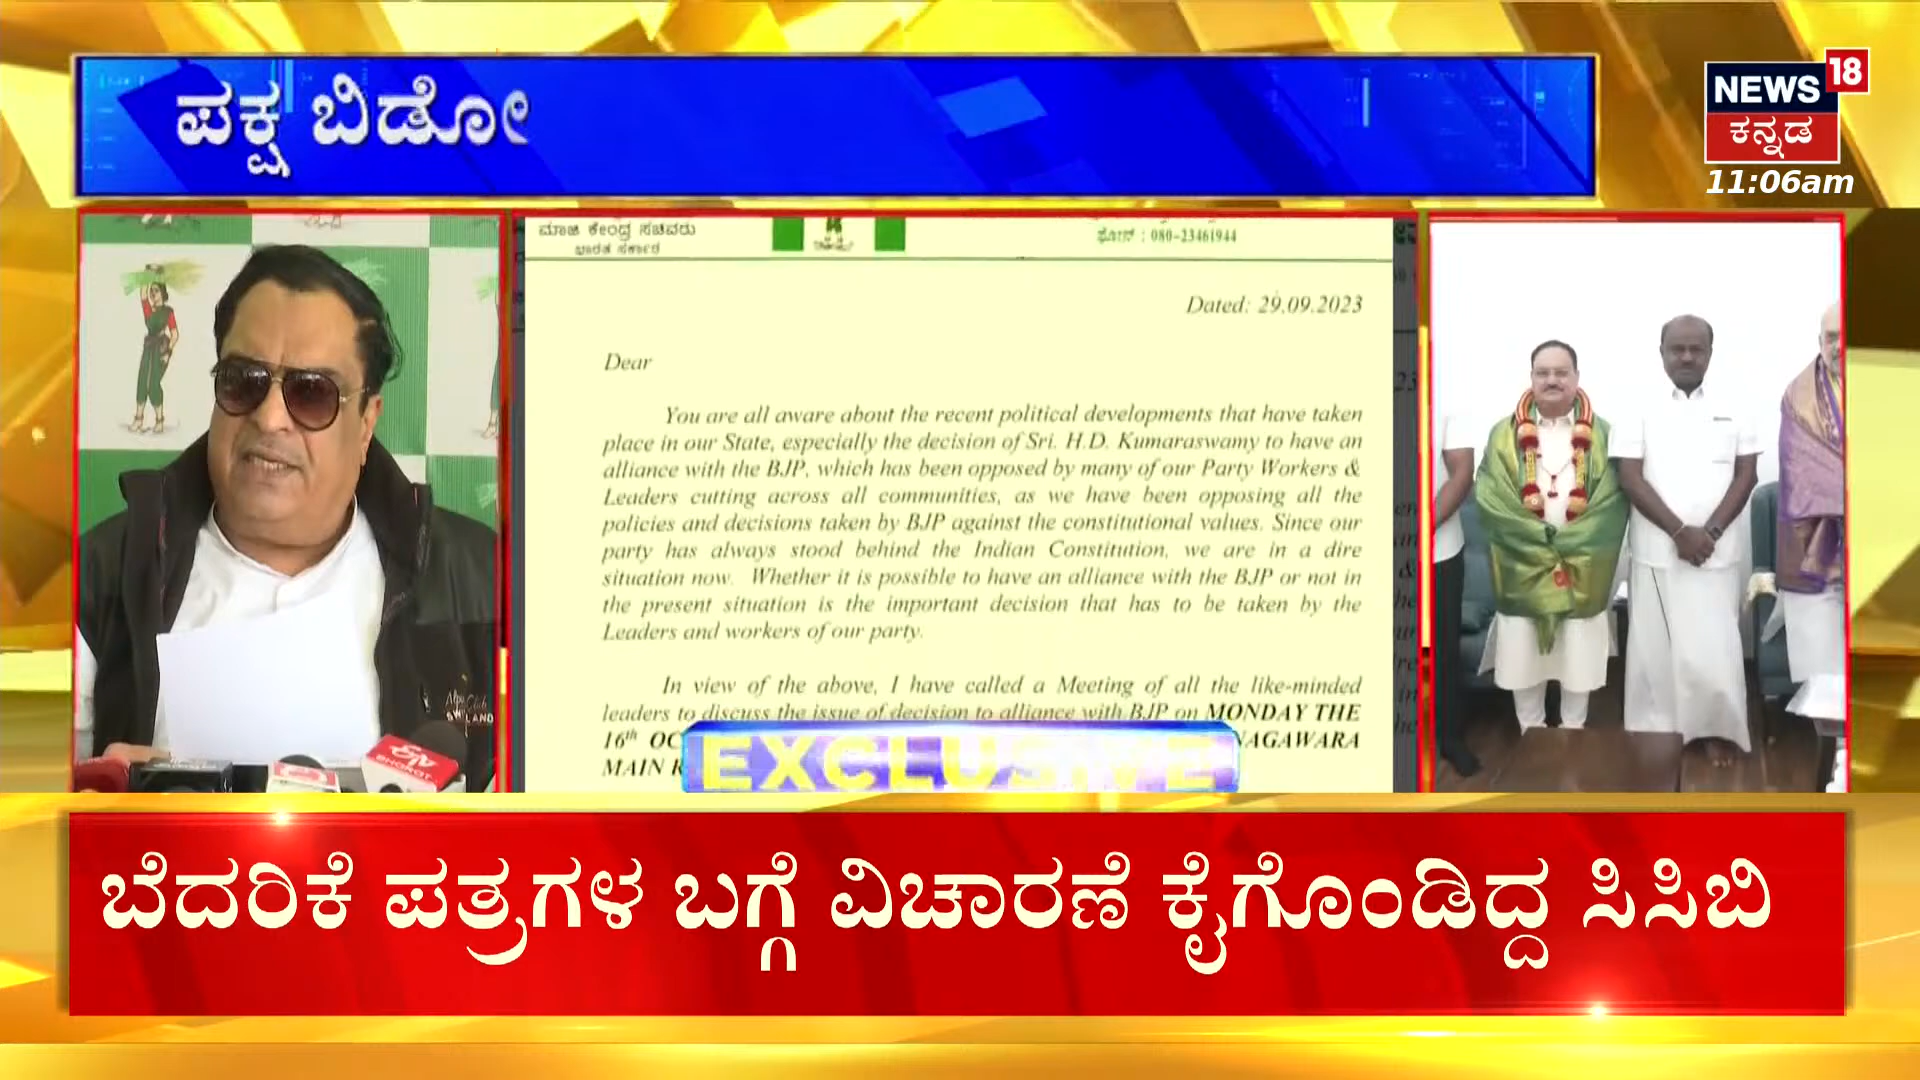 ಪಕ್ಷ ಬಿಡೋ
NEWS 18
ಕನ್ನಡ
11:06am
ಮಾಜಿ ಕೇಂದ್ರ ಸಚಿವರು
ಭಾರತ ಸರ್ಕಾರ
ಫೋನ್ : 080-23461944
Dated: 29.09.2023
Dear
You are all aware about the recent political developments that have taken
place in our State, especially the decision of Sri. H.D. Kumaraswamy to have an
alliance with the BJP, which has been opposed by many of our Party Workers &
Leaders cutting across all communities, as we have been opposing all the
policies and decisions taken by BJP against the constitutional values. Since our
party has always stood behind the Indian Constitution, we are in a dire
situation now. Whether it is possible to have an alliance with the BJP or not in
the present situation is the important decision that has to be taken by the
Leaders and workers of our party.
In view of the above, I have called a Meeting of all the like-minded
leaders to discuss the issue of decision to alliance with BJP on MONDAY THE
16th OC NAGAWARA
MAIN R
EXCLUSIVE
ETV
BHARAT
ಬೆದರಿಕೆ ಪತ್ರಗಳ ಬಗ್ಗೆ ವಿಚಾರಣೆ ಕೈಗೊಂಡಿದ್ದ ಸಿಸಿಬಿ